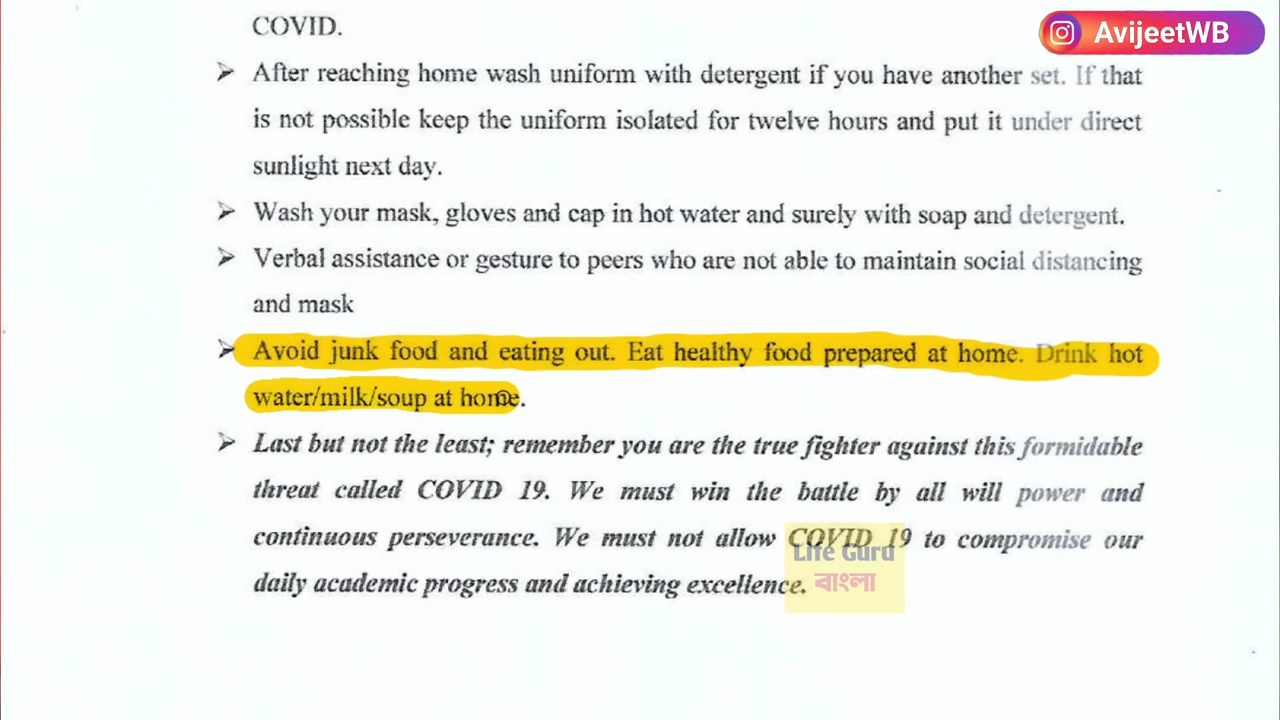 AvijeetWB
COVID.
➢ After reaching home wash uniform with detergent if you have another set. If that
is not possible keep the uniform isolated for twelve hours and put it under direct
sunlight next day.
➢ Wash your mask, gloves and cap in hot water and surely with soap and detergent.
➢ Verbal assistance or gesture to peers who are not able to maintain social distancing
and mask
➢ Avoid junk food and eating out. Eat healthy food prepared at home. Drink hot
water/milk/soup at home.
➢ Last but not the least; remember you are the true fighter against this formidable
threat called COVID 19. We must win the battle by all will power and
continuous perseverance. We must not allow COVID 19 to compromise our
daily academic progress and achieving excellence.
Life Guru
বাংলা